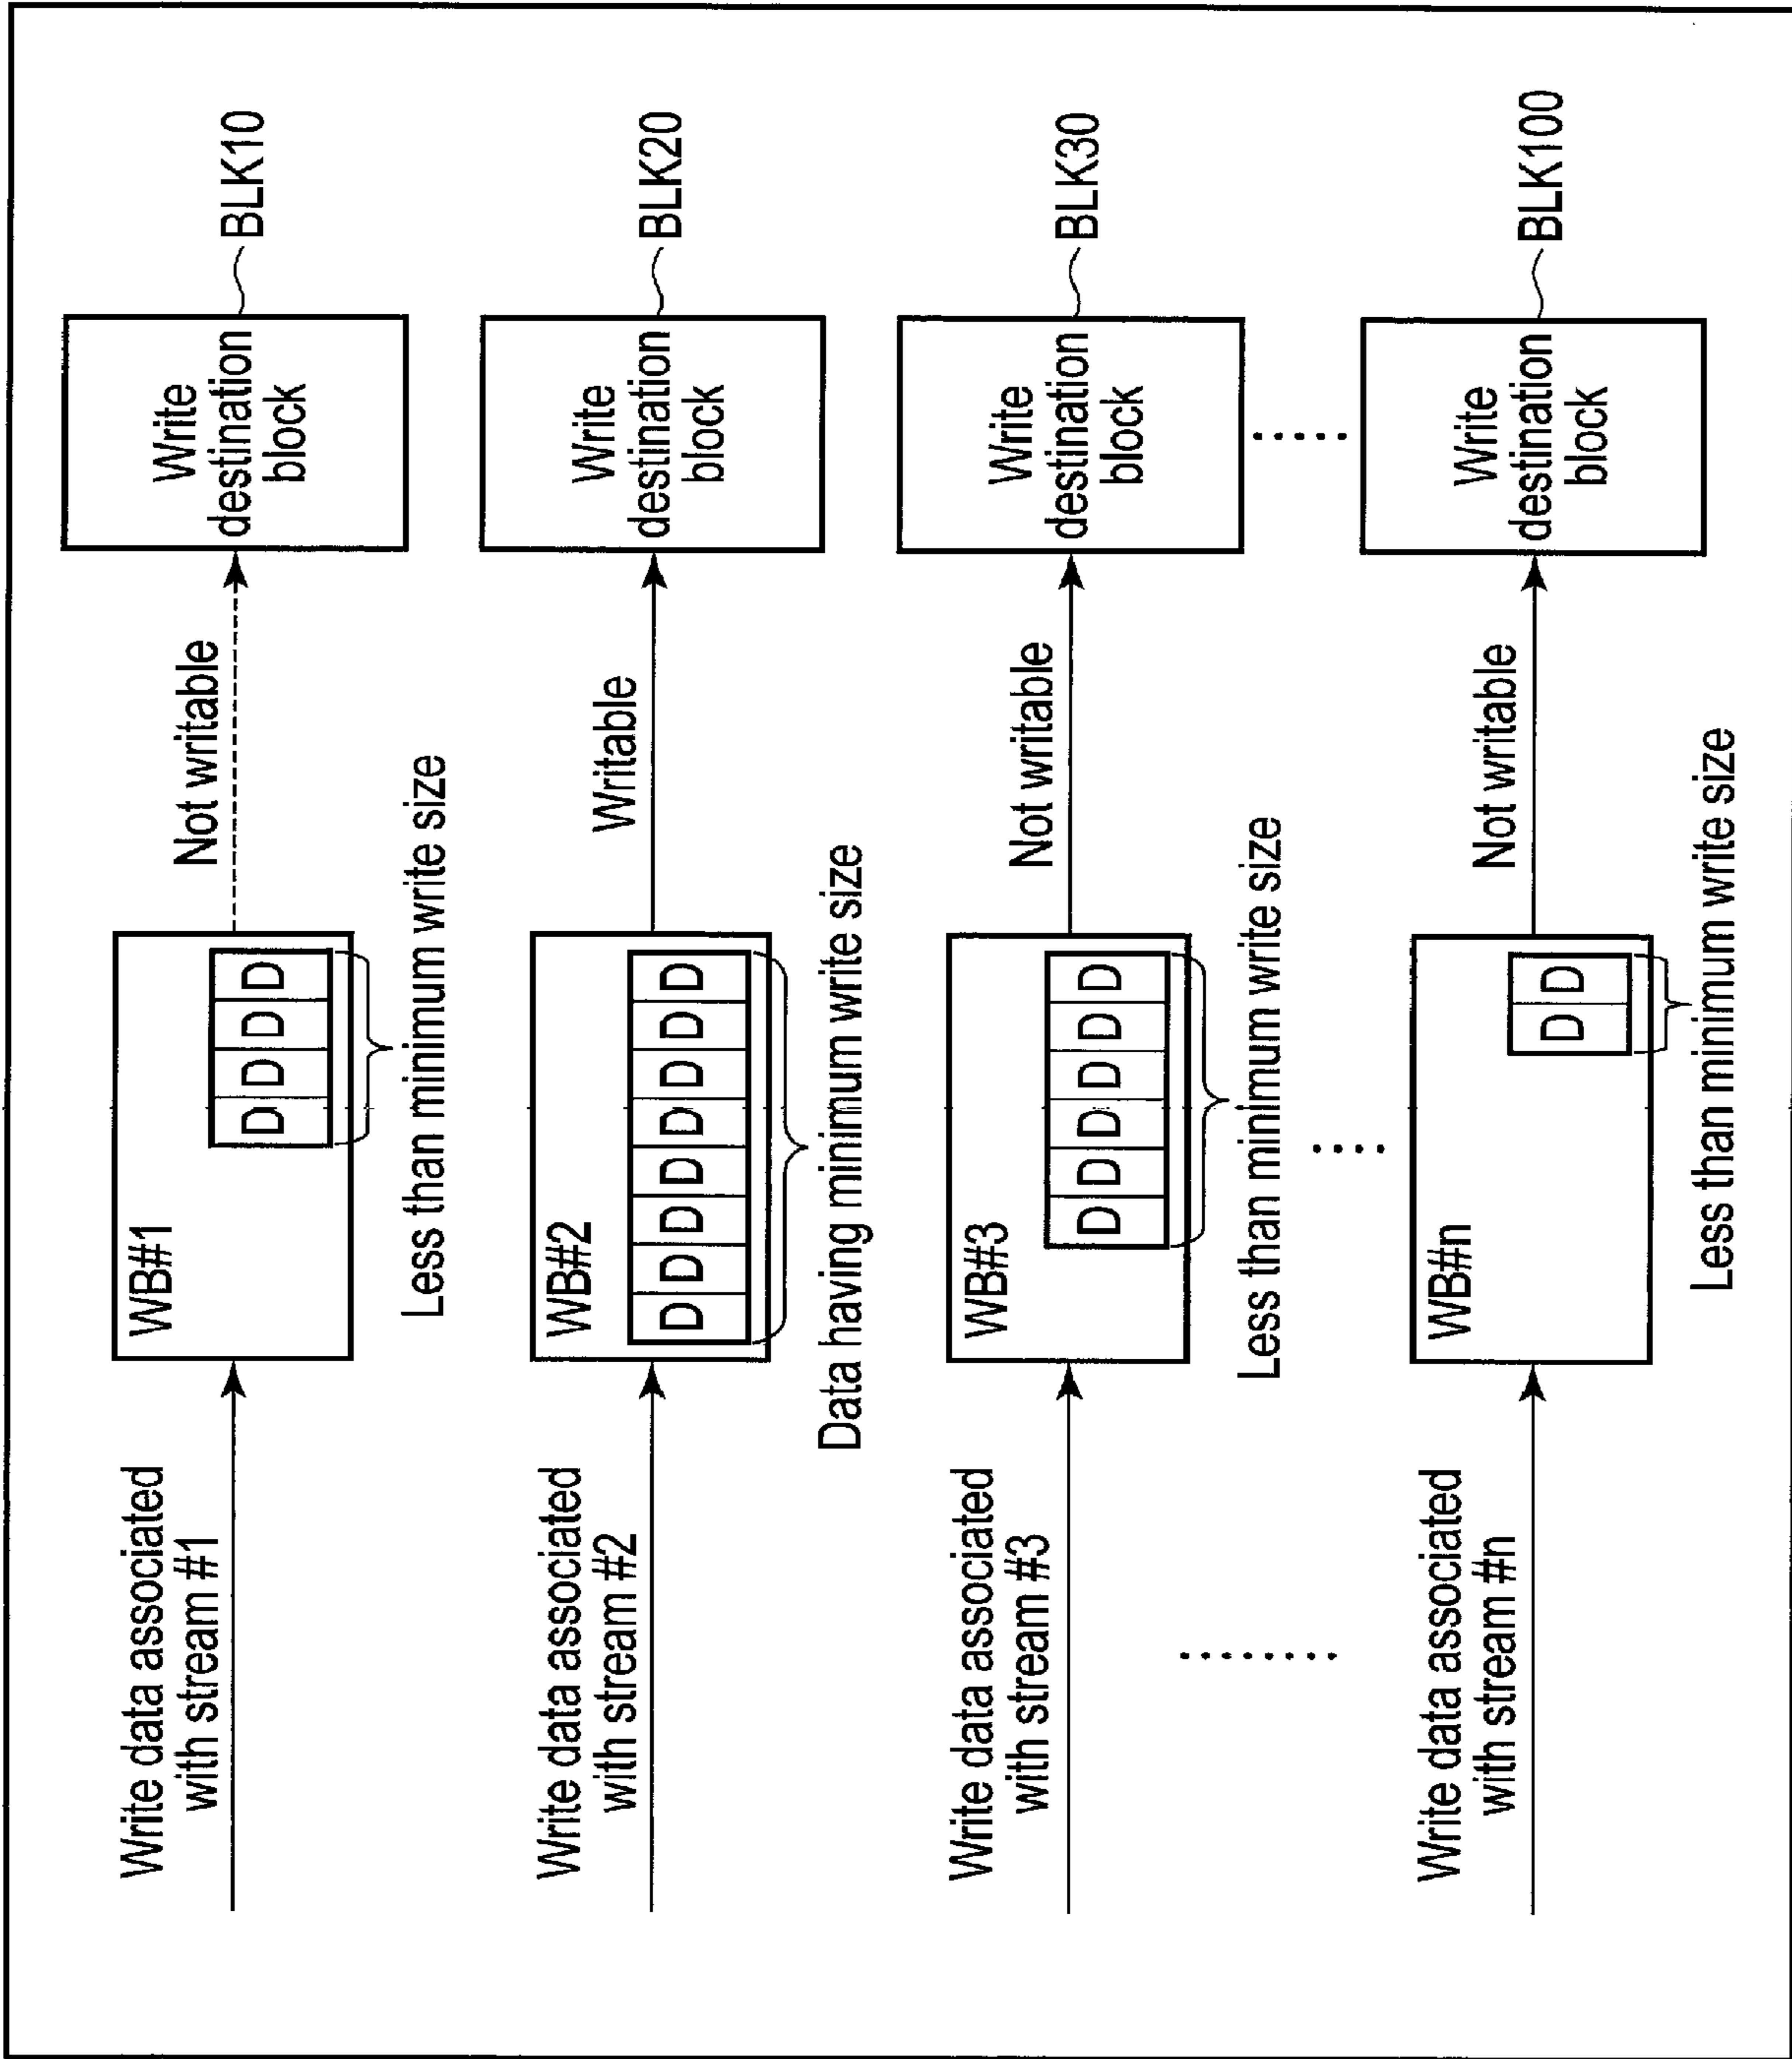 Write data associated
with stream #1
WB#1
D D D D
Less than minimum write size
Not writable
Write
destination
block
BLK10
Write data associated
with stream #2
WB#2
D D D D D D D D
Data having minimum write size
Writable
Write
destination
block
BLK20
Write data associated
with stream #3
WB#3
D D D D D D
Less than minimum write size
Not writable
Write
destination
block
BLK30
Write data associated
with stream #n
WB#n
D D
Less than minimum write size
Not writable
Write
destination
block
BLK100